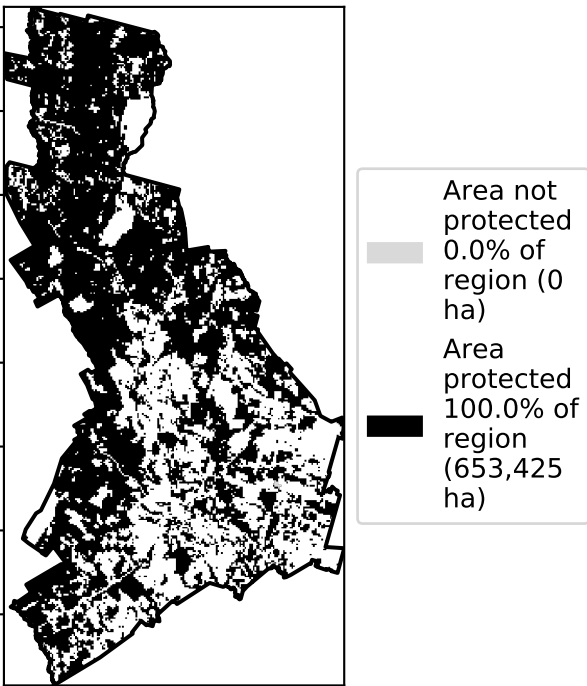 Area not
protected
0.0% of
region (0
ha)
Area
protected
100.0% of
region
(653,425
ha)